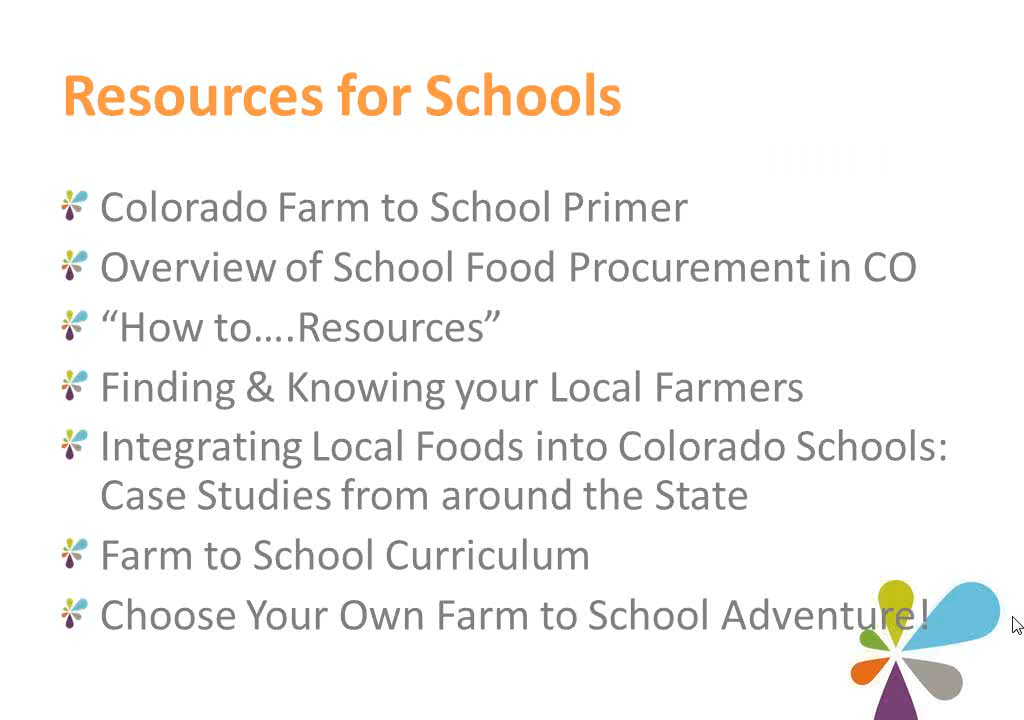 Resources for Schools
Colorado Farm to School Primer
Overview of School Food Procurement in CO
“How to….Resources”
Finding & Knowing your Local Farmers
Integrating Local Foods into Colorado Schools:
Case Studies from around the State
Farm to School Curriculum
Choose Your Own Farm to School Adventure!